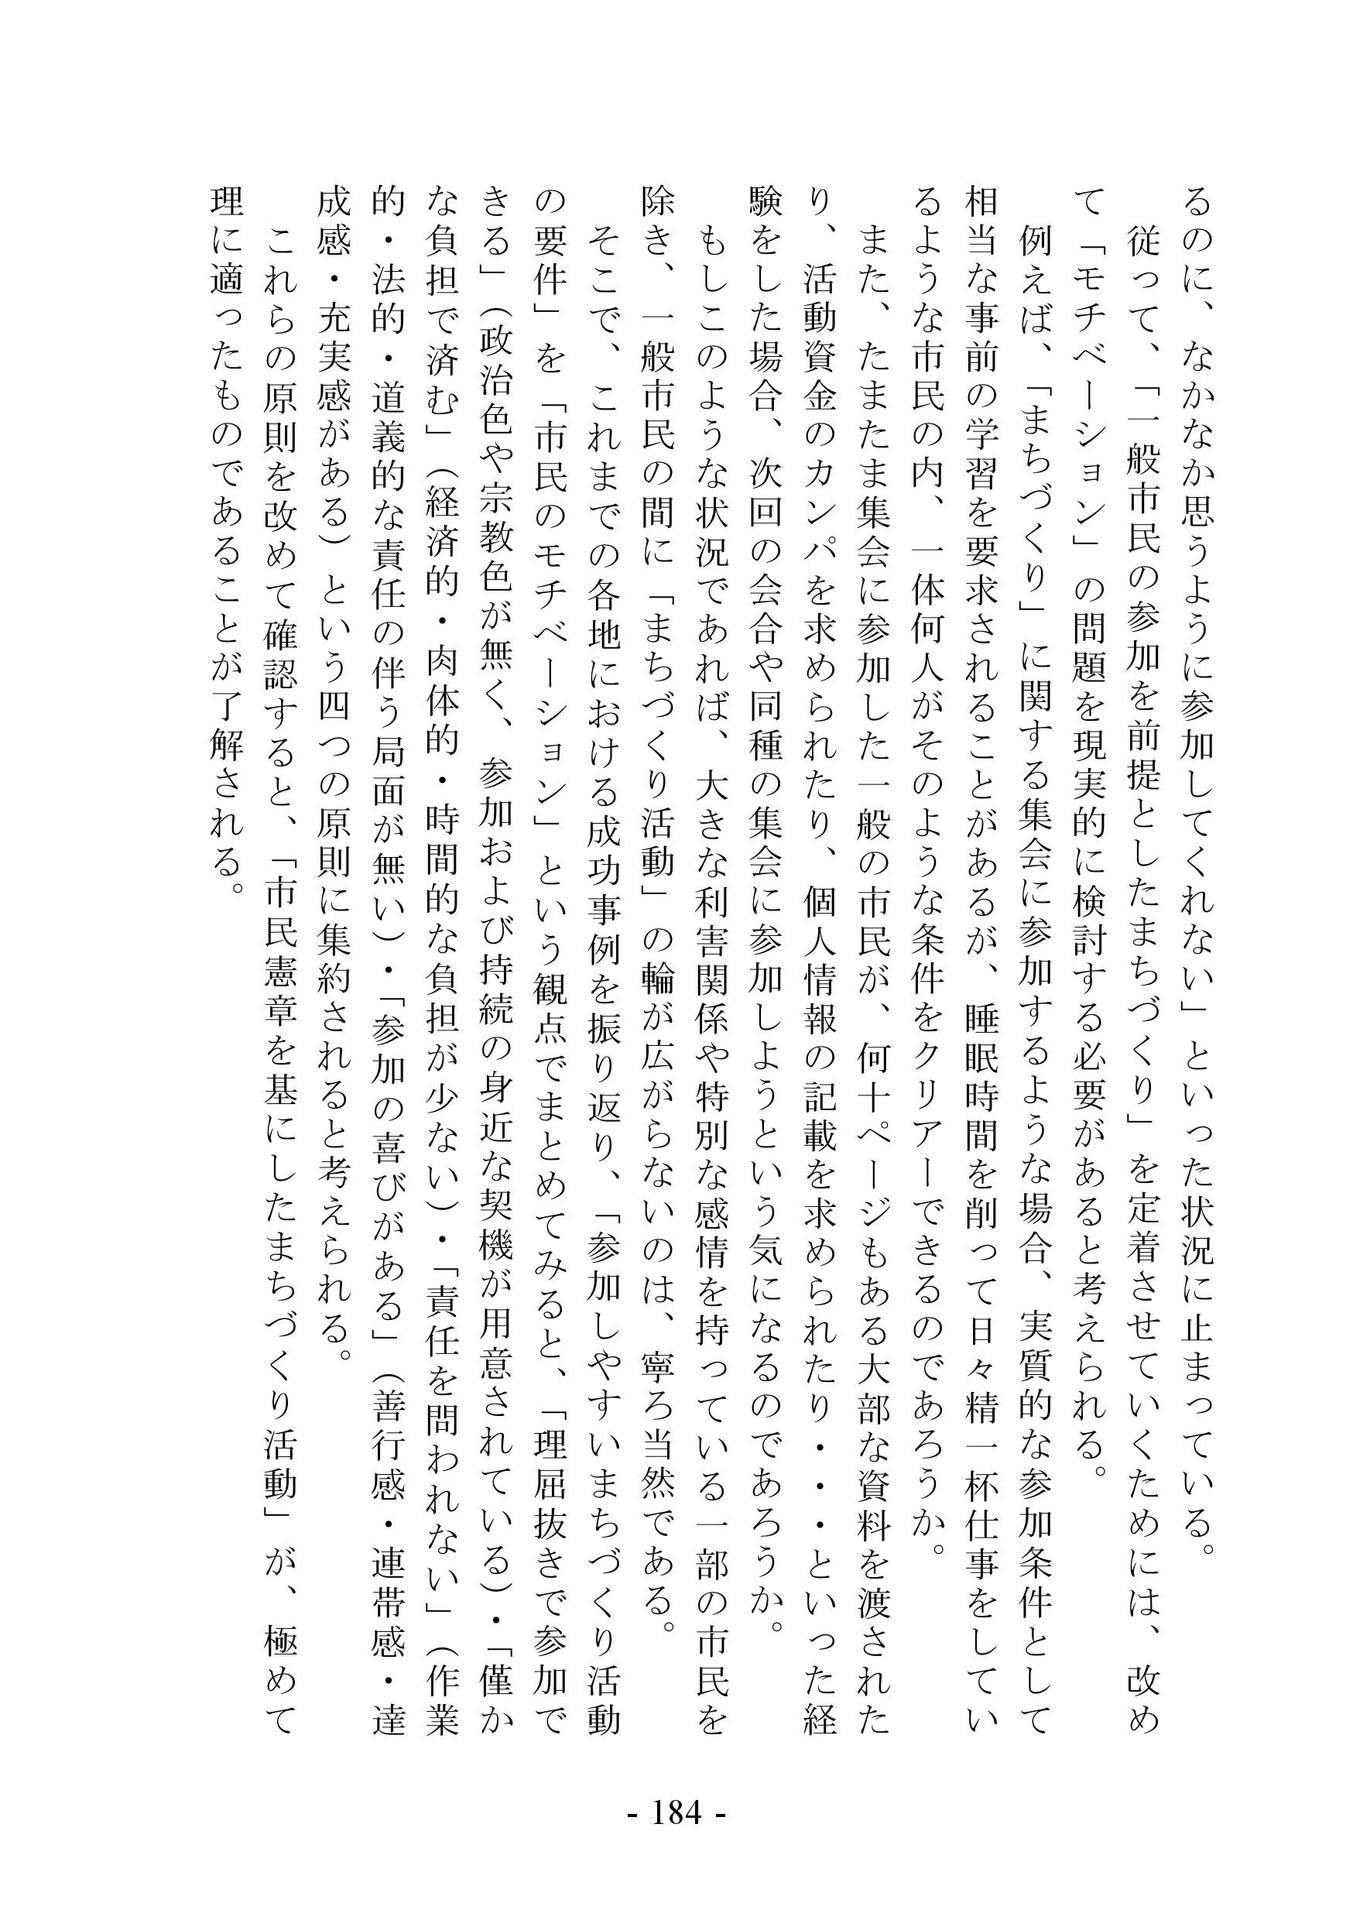 るのに、なかなか思うように参加してくれない」といった状況に止まっている。
　従って、「一般市民の参加を前提としたまちづくり」を定着させていくためには、改め
て「モチベーション」の問題を現実的に検討する必要があると考えられる。
　例えば、「まちづくり」に関する集会に参加するような場合、実質的な参加条件として
相当な事前の学習を要求されることがあるが、睡眠時間を削って日々精一杯仕事をしてい
るような市民の内、一体何人がそのような条件をクリアーできるのであろうか。
　また、たまたま集会に参加した一般の市民が、何十ページもある大部な資料を渡された
り、活動資金のカンパを求められたり、個人情報の記載を求められたり・・・といった経
験をした場合、次回の会合や同種の集会に参加しようという気になるのであろうか。
　もしこのような状況であれば、大きな利害関係や特別な感情を持っている一部の市民を
除き、一般市民の間に「まちづくり活動」の輪が広がらないのは、寧ろ当然である。
　そこで、これまでの各地における成功事例を振り返り、「参加しやすいまちづくり活動
の要件」を「市民のモチベーション」という観点でまとめてみると、「理屈抜きで参加で
きる」（政治色や宗教色が無く、参加および持続の身近な契機が用意されている）・「僅か
な負担で済む」（経済的・肉体的・時間的な負担が少ない）・「責任を問われない」（作業
的・法的・道義的な責任の伴う局面が無い）・「参加の喜びがある」（善行感・連帯感・達
成感・充実感がある）という四つの原則に集約されると考えられる。
　これらの原則を改めて確認すると、「市民憲章を基にしたまちづくり活動」が、極めて
理に適ったものであることが了解される。
- 184 -